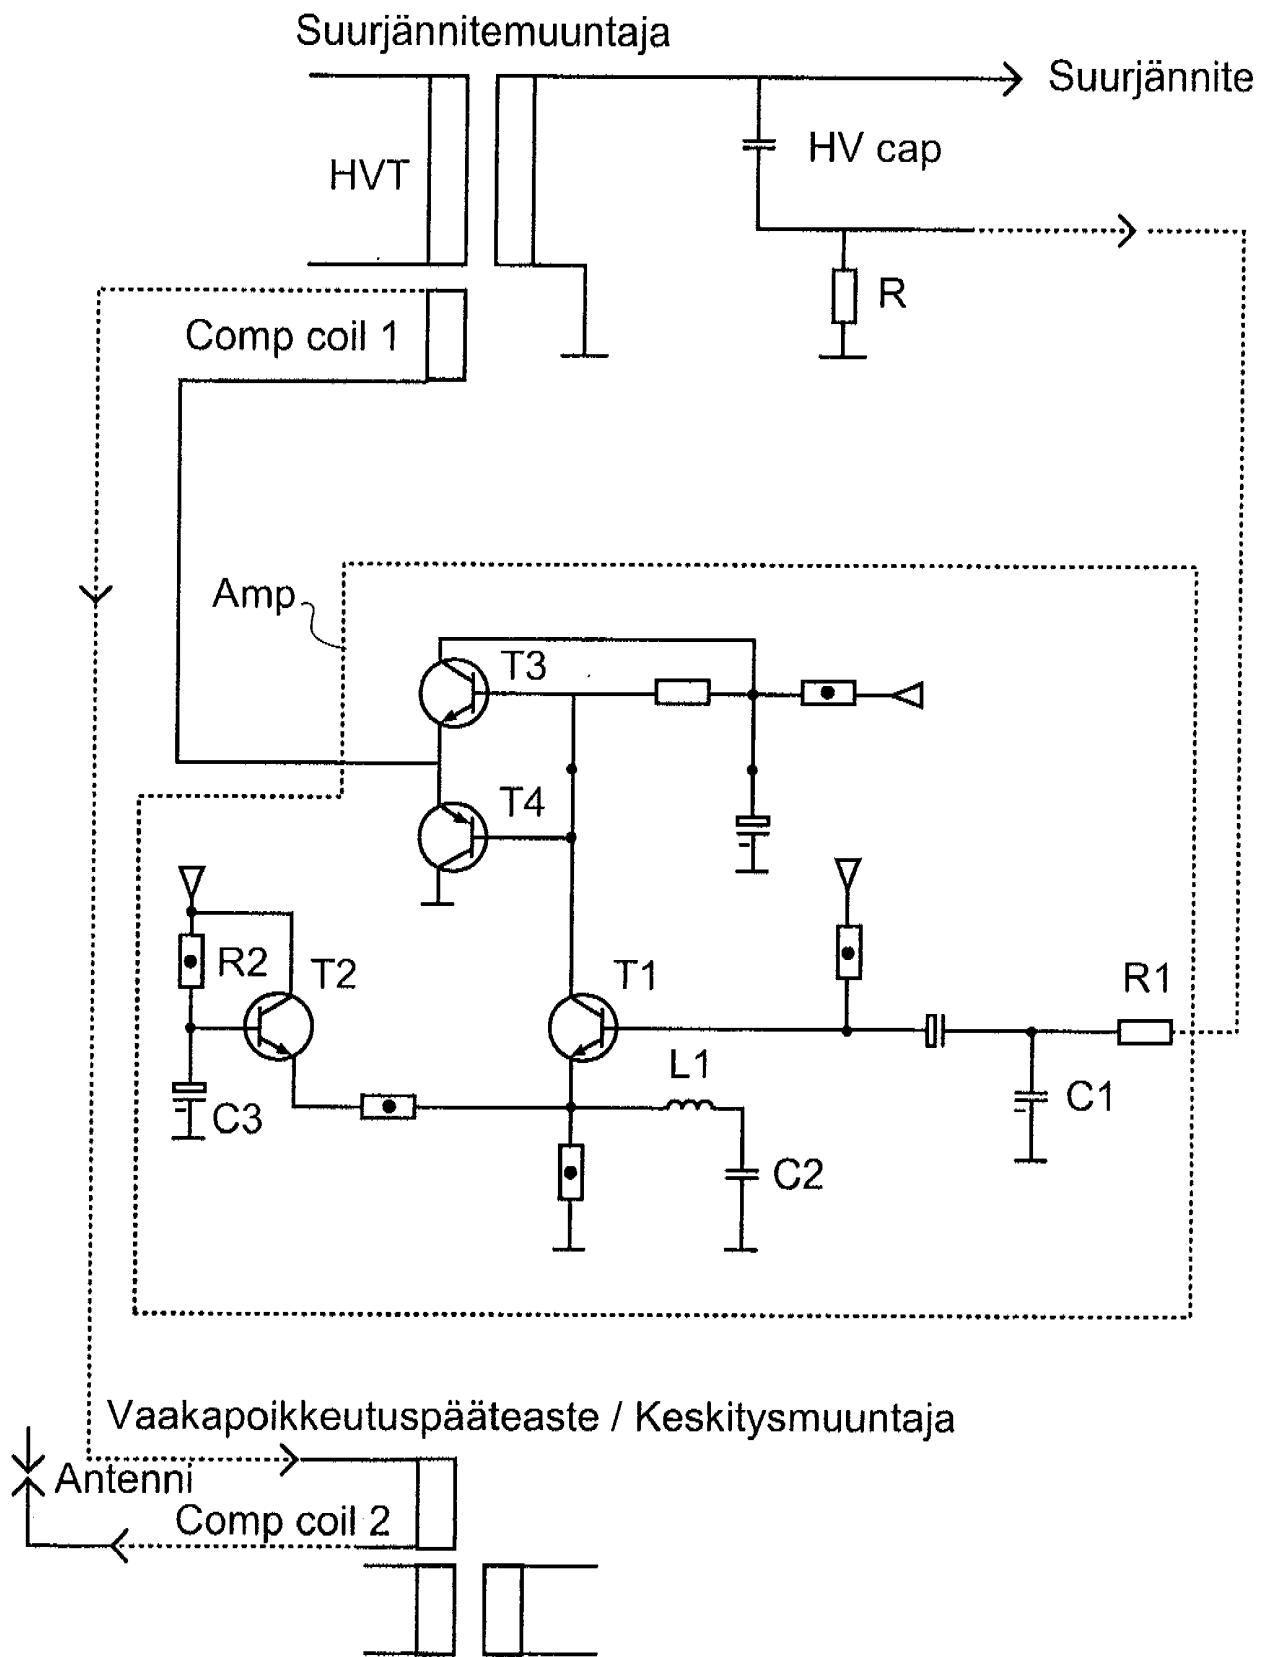 Suurjännitemuuntaja
Suurjännite
HV cap
HVT
R
Comp coil 1
Amp
T3
T4
R2
T2
T1
R1
L1
C1
C3
C2
Vaakapoikkeutuspääteaste / Keskitysmuuntaja
Antenni
Comp coil 2